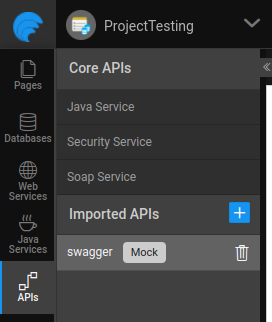 ProjectTesting
Pages
Databases
Web
Services
Java
Services
APIs
Core APIs
Java Service
Security Service
Soap Service
Imported APIs
swagger Mock